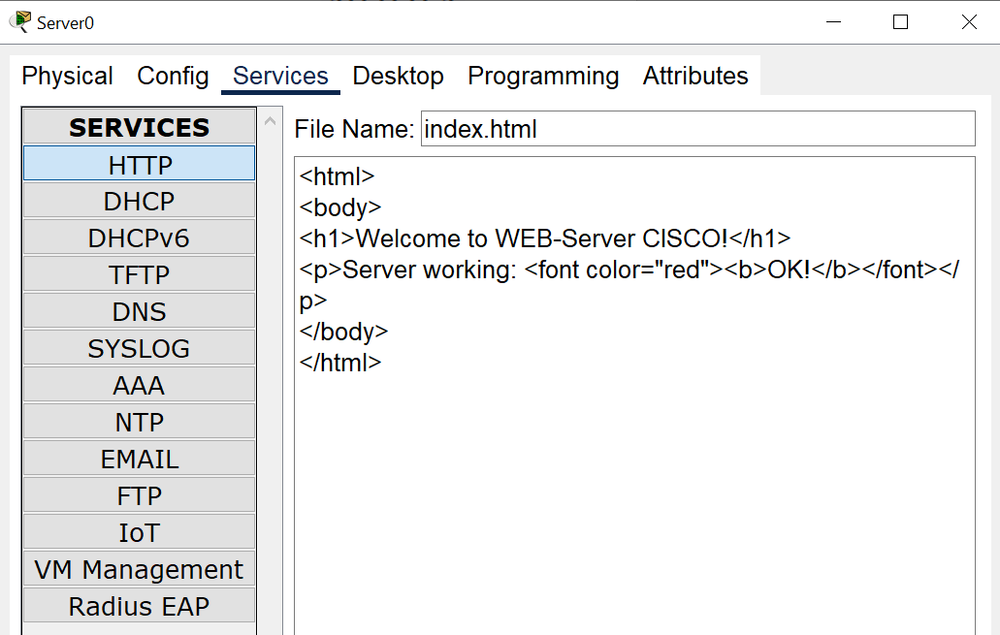 Server0
Physical Config Services Desktop Programming Attributes
SERVICES
HTTP
DHCP
DHCPv6
TFTP
DNS
SYSLOG
AAA
NTP
EMAIL
FTP
IoT
VM Management
Radius EAP
File Name: index.html
<html>
<body>
<h1>Welcome to WEB-Server CISCO!</h1>
<p>Server working: <font color="red"><b>OK!</b></font></
p>
</body>
</html>